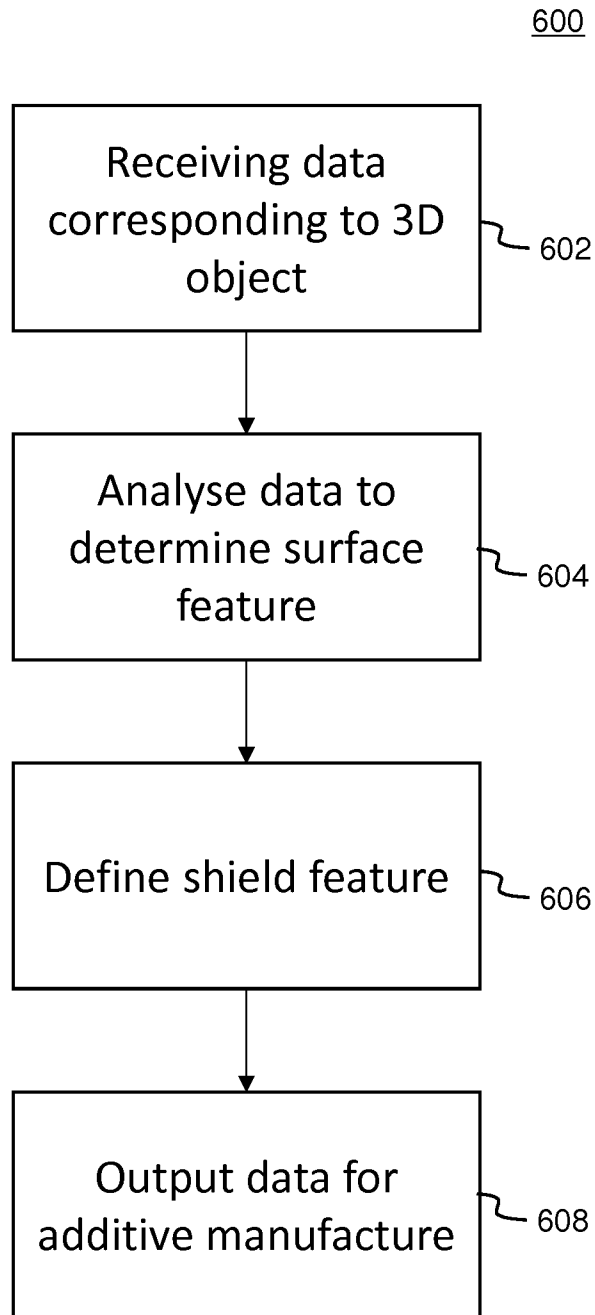 600
Receiving data
corresponding to 3D
object
602
Analyse data to
determine surface
feature
604
Define shield feature
606
Output data for
additive manufacture
608